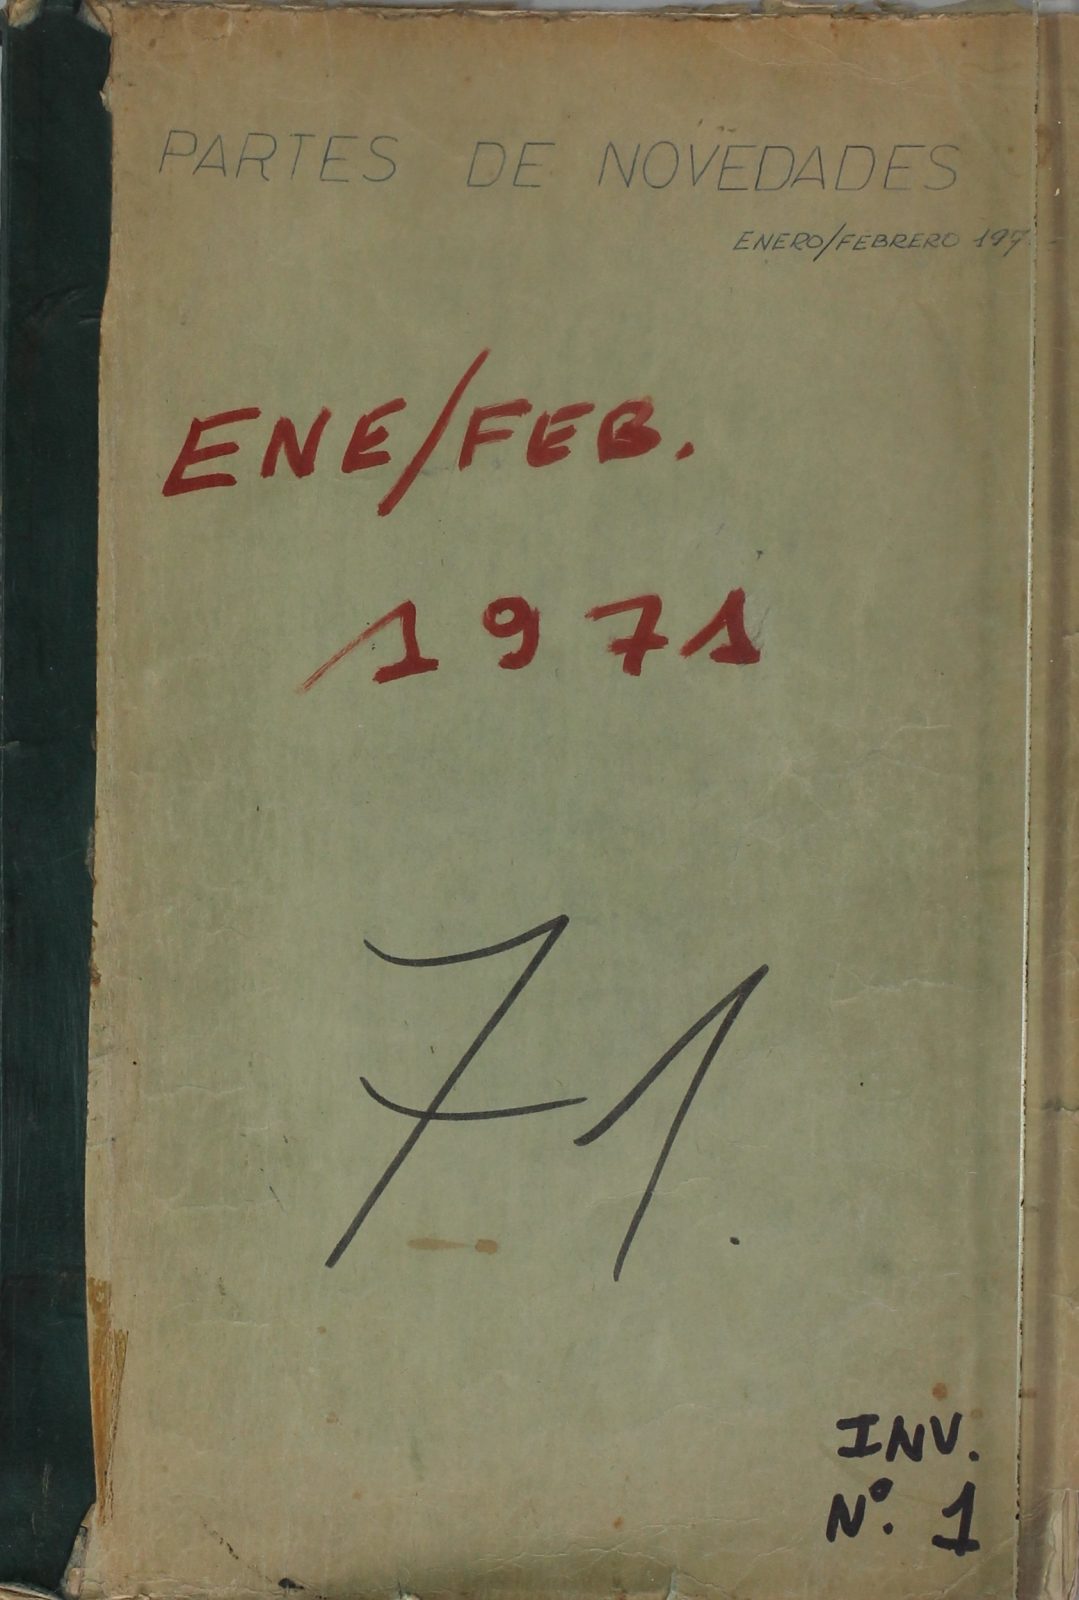 PARTES DE NOVEDADES
ENERO/FEBRERO 197
ENE/FEB.
1971
71.
INV.
Nº. 1